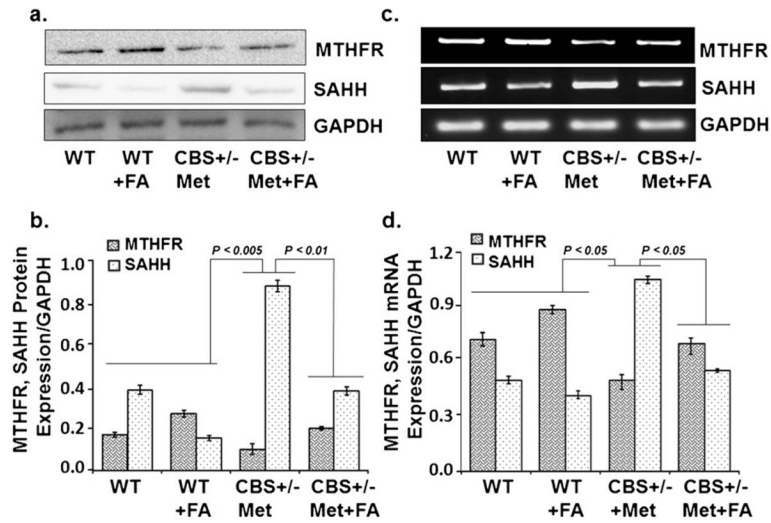 a.
MTHFR
SAHH
GAPDH
WT
WT
+FA
CBS+/-
Met
CBS+/-
Met+FA
c.
MTHFR
SAHH
GAPDH
WT
WT
+FA
CBS+/-
Met
CBS+/-
Met+FA
b.
MTHFR
SAHH
P < 0.005
P < 0.01
MTHFR, SAHH Protein
Expression/GAPDH
1.0
0.8
0.6
0.4
0.2
0.0
WT
WT
+FA
CBS+/-
Met
CBS+/-
Met+FA
d.
MTHFR
SAHH
P < 0.05
P < 0.05
MTHFR, SAHH mRNA
Expression/GAPDH
1.2
0.9
0.6
0.3
0.0
WT
WT
+FA
CBS+/-
+Met
CBS+/-
Met+FA